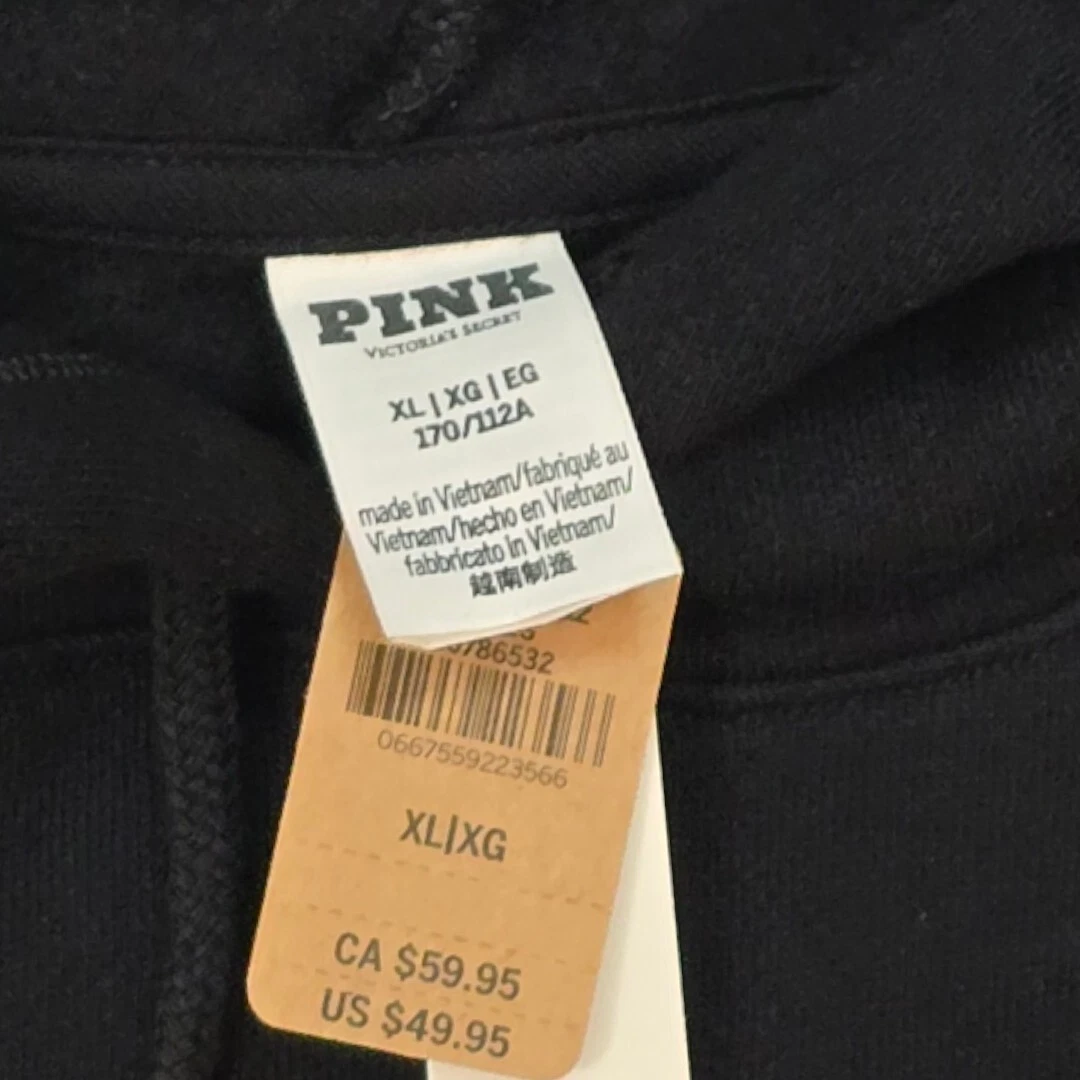 PINK
VICTORIA'S SECRET
XL | XG | EG
170/112A
made in Vietnam/fabriqué au
Vietnam/hecho en Vietnam/
fabbricato in Vietnam/
越南制造
786532
0667559223566
XL|XG
CA $59.95
US $49.95